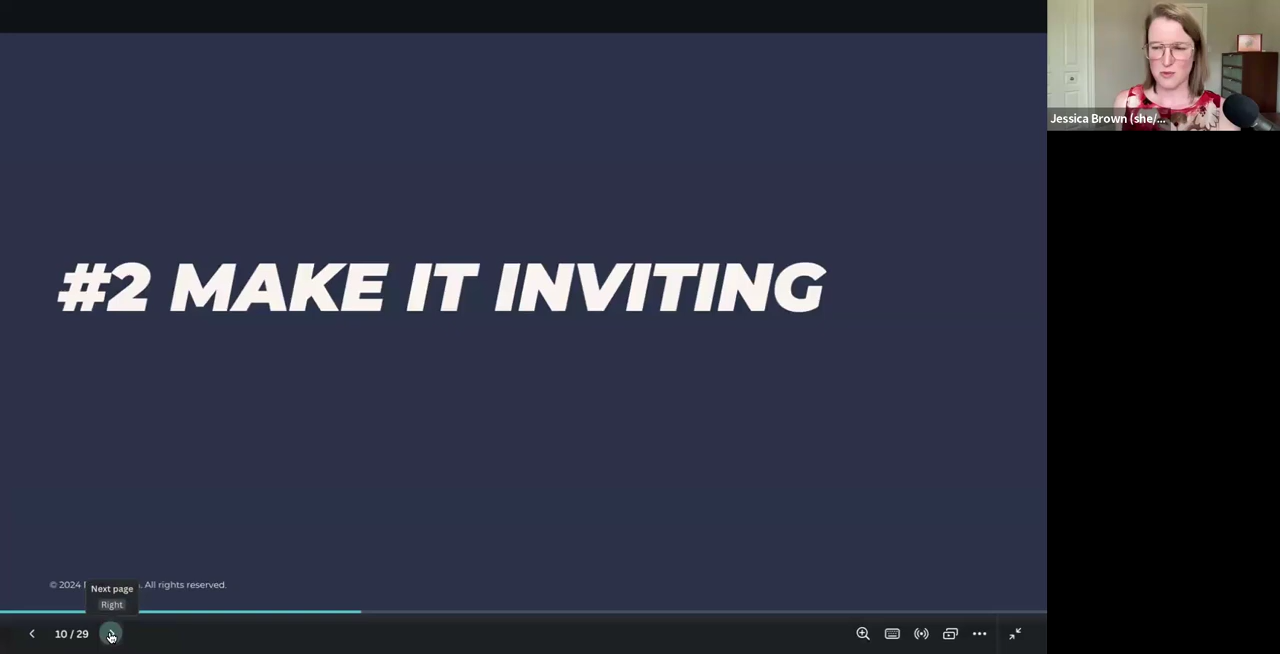 #2 MAKE IT INVITING
Jessica Brown (she/...
© 2024
. All rights reserved.
Next page
Right
10 / 29